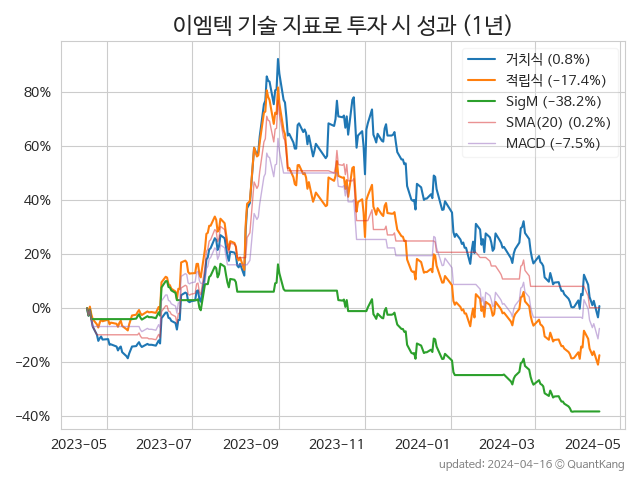 이엠텍 기술 지표로 투자 시 성과 (1년)
거치식 (0.8%)
적립식 (−17.4%)
SigM (−38.2%)
SMA(20) (0.2%)
MACD (−7.5%)
80%
60%
40%
20%
0%
−20%
−40%
2023-05 2023-07 2023-09 2023-11 2024-01 2024-03 2024-05
updated: 2024-04-16 © QuantKang